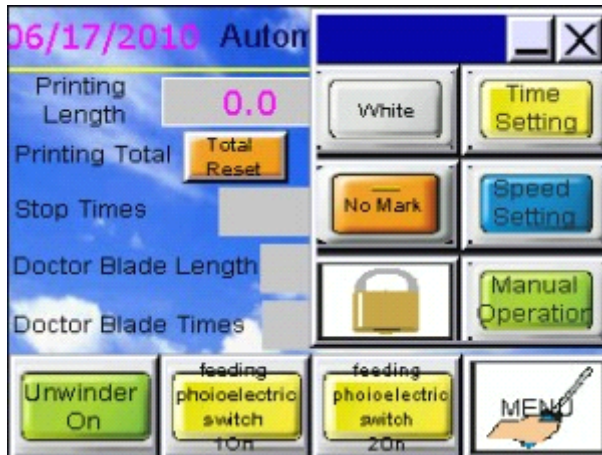 06/17/2010 Autom
Printing
Length
0.0
Printing Total
Total
Reset
Stop Times
Doctor Blade Length
Doctor Blade Times
White
Time
Setting
No Mark
Speed
Setting
Manual
Operation
Unwinder
On
feeding
phoioelectric
switch
1On
feeding
phoioelectric
switch
2On
MENU